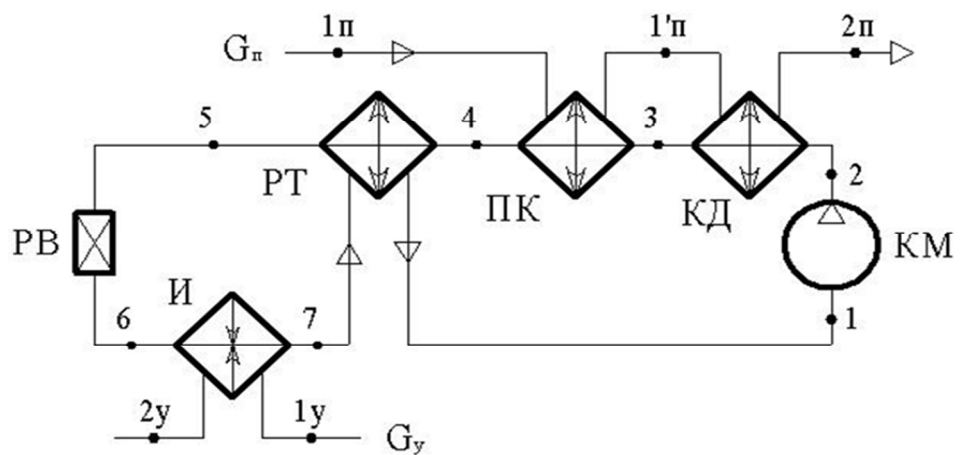 1п 1'п 2п
Gп
5 4 3
РТ ПК КД 2
РВ КМ
И
6 7 1
2у 1у
Gу